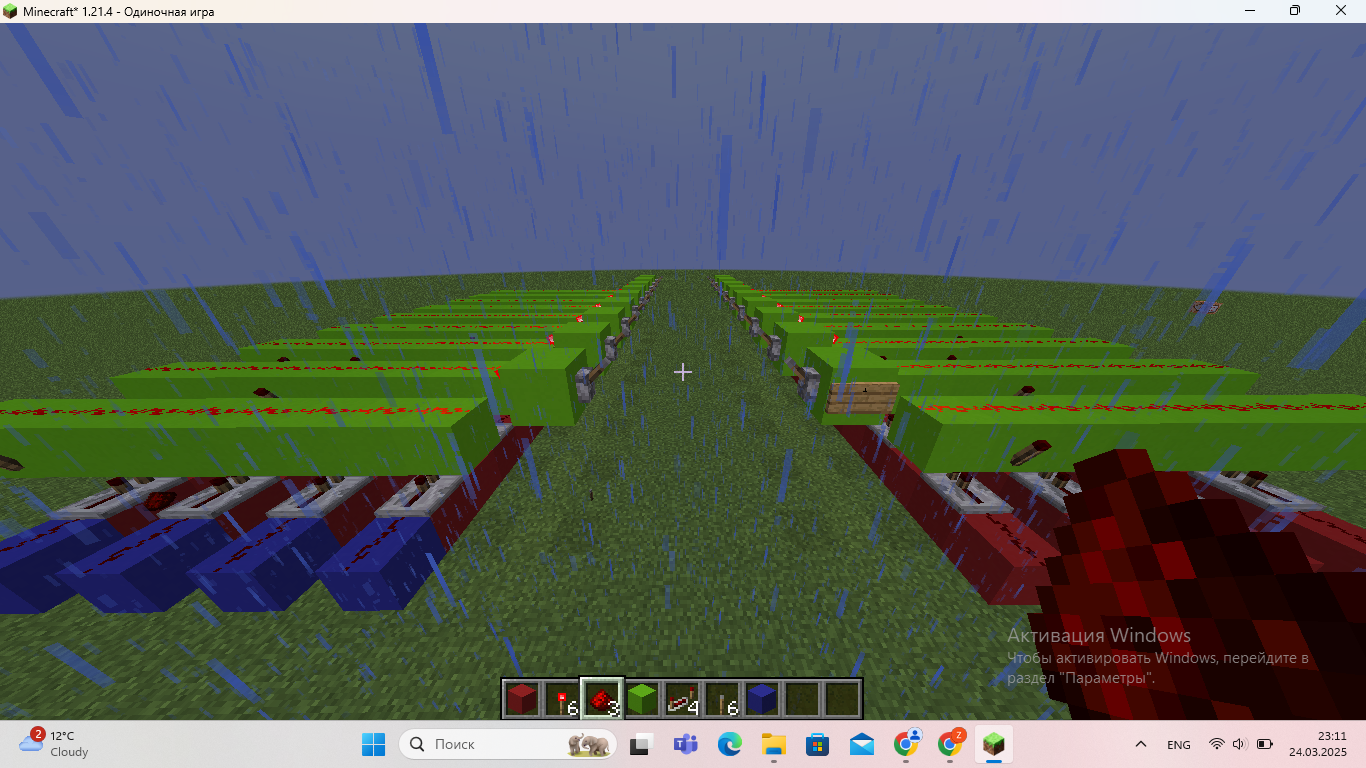 Minecraft* 1.21.4 - Одиночная игра
6
3
4
6
Активация Windows
Чтобы активировать Windows, перейдите в
раздел "Параметры".
2
12°C
Cloudy
Поиск
Z
ENG
23:11
24.03.2025